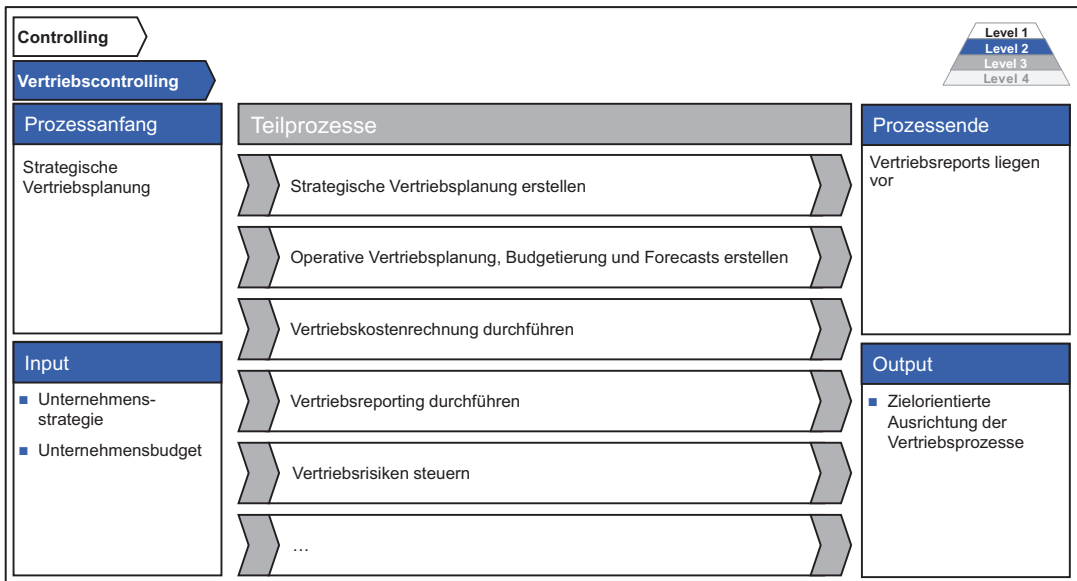 Controlling
Level 1
Level 2
Level 3
Level 4
Vertriebscontrolling
Prozessanfang
Strategische
Vertriebsplanung
Input
Unternehmens-
strategie
Unternehmensbudget
Teilprozesse
Strategische Vertriebsplanung erstellen
Operative Vertriebsplanung, Budgetierung und Forecasts erstellen
Vertriebskostenrechnung durchführen
Vertriebsreporting durchführen
Vertriebsrisiken steuern
…
Prozessende
Vertriebsreports liegen
vor
Output
Zielorientierte
Ausrichtung der
Vertriebsprozesse